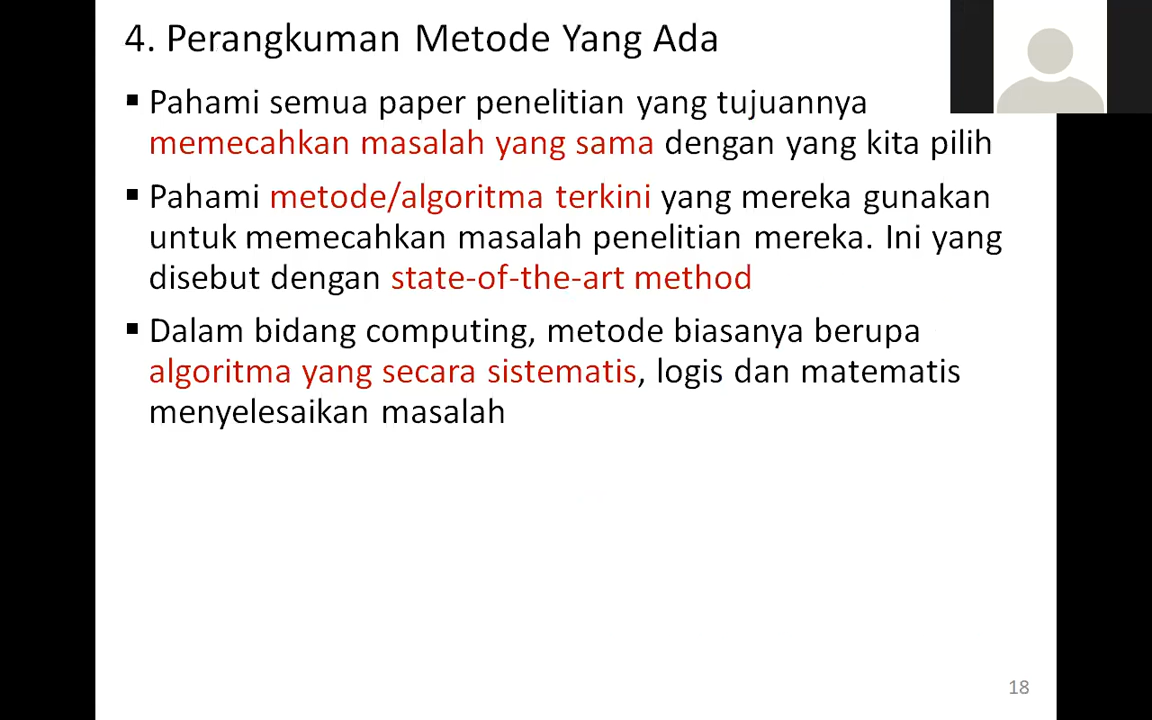 4. Perangkuman Metode Yang Ada
▪ Pahami semua paper penelitian yang tujuannya
memecahkan masalah yang sama dengan yang kita pilih
▪ Pahami metode/algoritma terkini yang mereka gunakan
untuk memecahkan masalah penelitian mereka. Ini yang
disebut dengan state-of-the-art method
▪ Dalam bidang computing, metode biasanya berupa
algoritma yang secara sistematis, logis dan matematis
menyelesaikan masalah
18